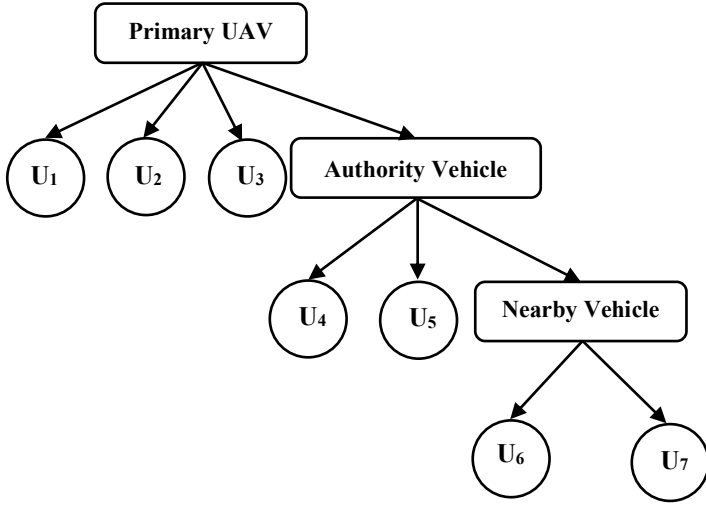 Primary UAV
U1
U2
U3
Authority Vehicle
U4
U5
Nearby Vehicle
U6
U7